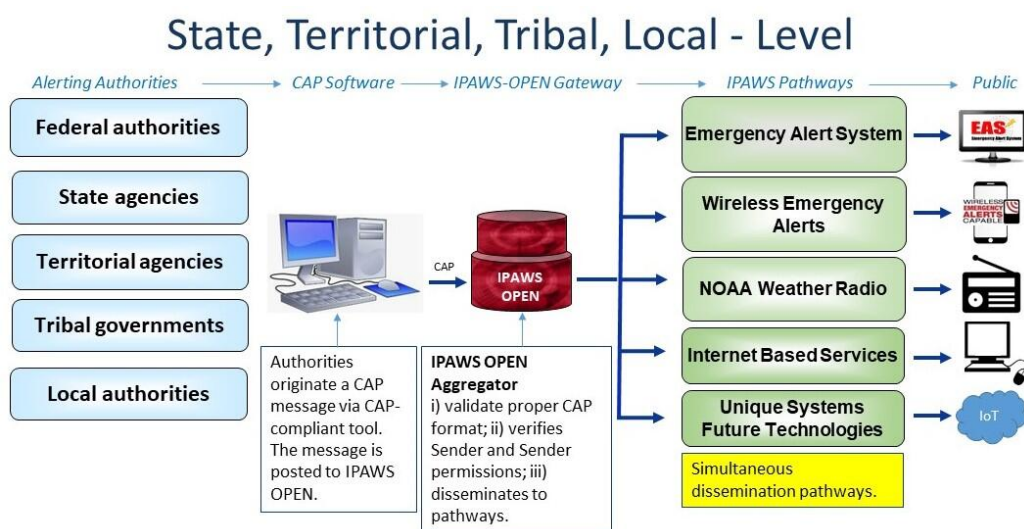 State, Territorial, Tribal, Local - Level
Alerting Authorities
CAP Software
IPAWS-OPEN Gateway
IPAWS Pathways
Public
Federal authorities
State agencies
Territorial agencies
Tribal governments
Local authorities
CAP
IPAWS
OPEN
Authorities
originate a CAP
message via CAP-
compliant tool.
The message is
posted to IPAWS
OPEN.
IPAWS OPEN
Aggregator
i) validate proper CAP
format; ii) verifies
Sender and Sender
permissions; iii)
disseminates to
pathways.
Emergency Alert System
Wireless Emergency
Alerts
NOAA Weather Radio
Internet Based Services
Unique Systems
Future Technologies
Simultaneous
dissemination pathways.
EAS
Emergency Alert System
WIRELESS
EMERGENCY
ALERTS
CAPABLE
IoT